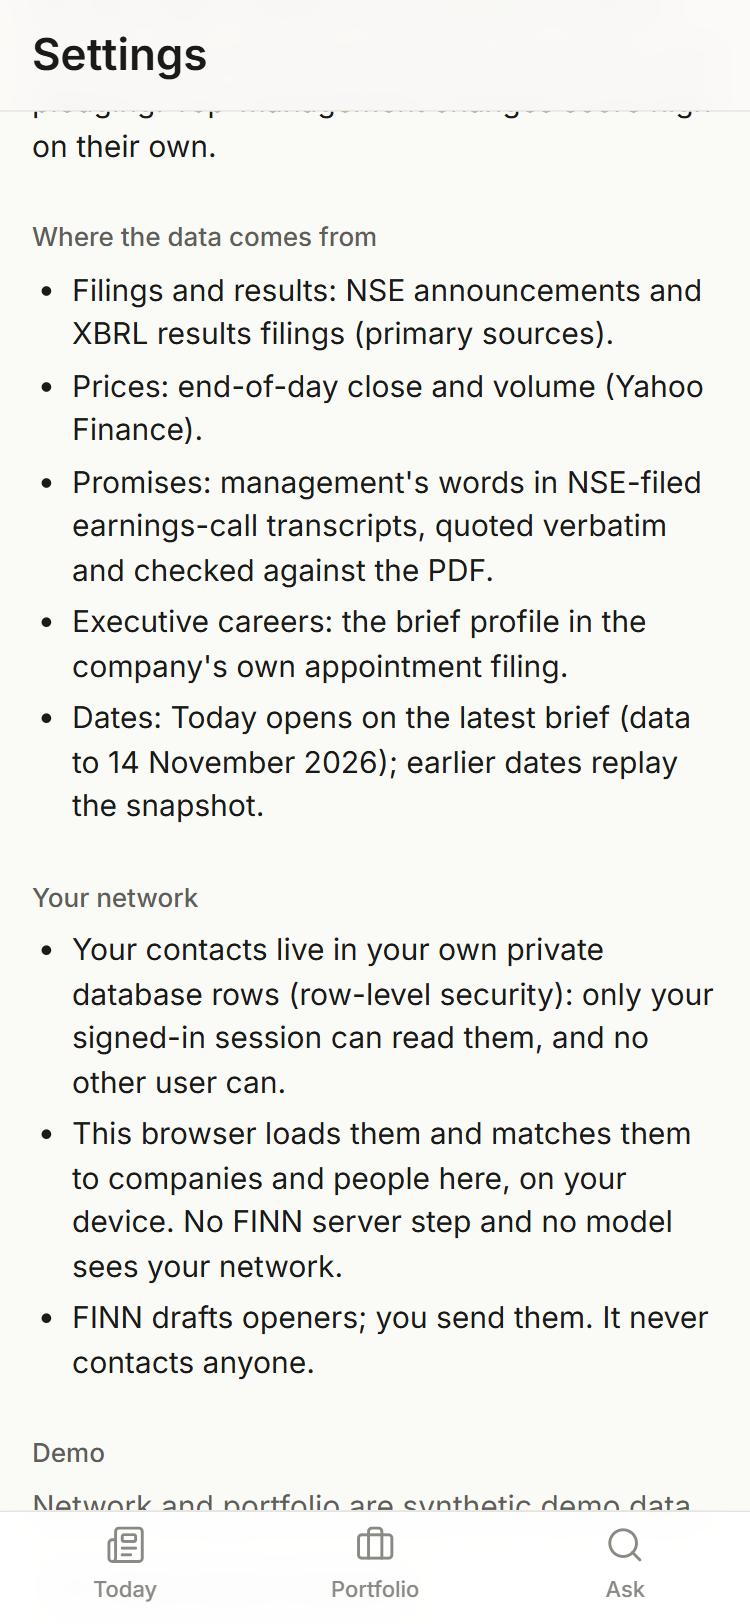 Settings
on their own.
Where the data comes from
• Filings and results: NSE announcements and
XBRL results filings (primary sources).
• Prices: end-of-day close and volume (Yahoo
Finance).
• Promises: management's words in NSE-filed
earnings-call transcripts, quoted verbatim
and checked against the PDF.
• Executive careers: the brief profile in the
company's own appointment filing.
• Dates: Today opens on the latest brief (data
to 14 November 2026); earlier dates replay
the snapshot.
Your network
• Your contacts live in your own private
database rows (row-level security): only your
signed-in session can read them, and no
other user can.
• This browser loads them and matches them
to companies and people here, on your
device. No FINN server step and no model
sees your network.
• FINN drafts openers; you send them. It never
contacts anyone.
Demo
Network and portfolio are synthetic demo data
Today
Portfolio
Ask